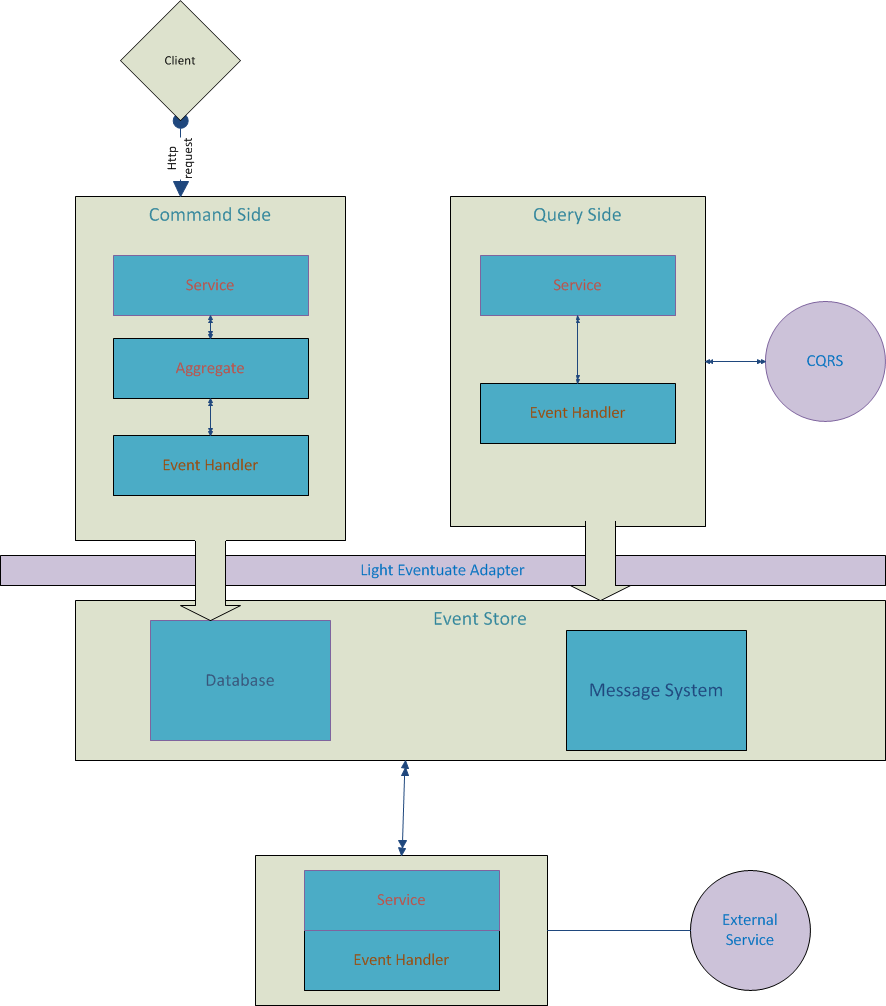 Client
Http
request
Command Side
Service
Aggregate
Event Handler
Query Side
Service
Event Handler
CQRS
Light Eventuate Adapter
Event Store
Database
Message System
Service
Event Handler
External
Service